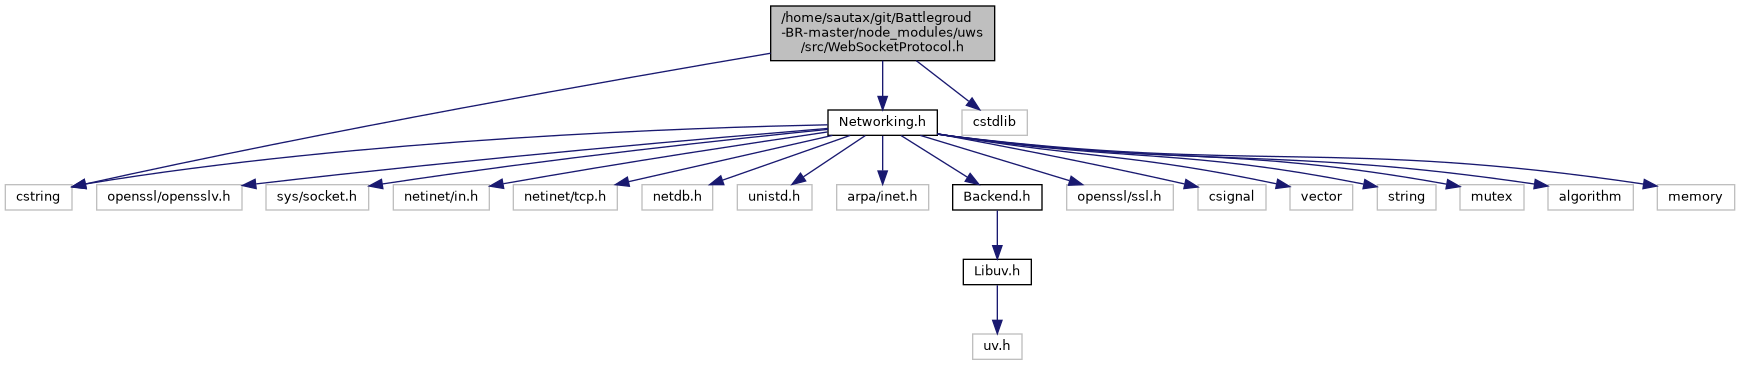 /home/sautax/git/Battlegroud
-BR-master/node_modules/uws
/src/WebSocketProtocol.h
Networking.h
cstdlib
cstring
openssl/opensslv.h
sys/socket.h
netinet/in.h
netinet/tcp.h
netdb.h
unistd.h
arpa/inet.h
Backend.h
openssl/ssl.h
csignal
vector
string
mutex
algorithm
memory
Libuv.h
uv.h